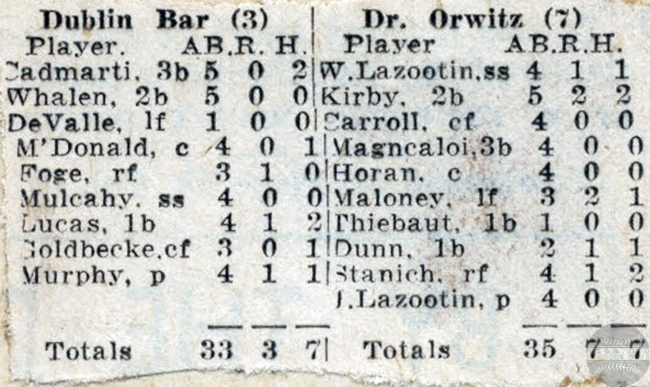 Dublin Bar (3) Dr. Orwitz (7)
Player. AB.R. H. Player AB.R.H.
Cadmarti, 3b 5 0 2 W.Lazootin,ss 4 1 1
Whalen, 2b 5 0 0 Kirby, 2b 5 2 2
DeValle, lf 1 0 0 Carroll, cf 4 0 0
M'Donald, c 4 0 1 Magncaloi,3b 4 0 0
Foge, rf 3 1 0 Horan, c 4 0 0
Mulcahy, ss 4 0 0 Maloney, lf 3 2 1
Lucas, 1b 4 1 2 Thiebaut, 1b 1 0 0
Goldbecke,cf 3 0 1 Dunn, 1b 2 1 1
Murphy, p 4 1 1 Stanich, rf 4 1 2
J.Lazootin, p 4 0 0
Totals 33 3 7 Totals 35 7 7